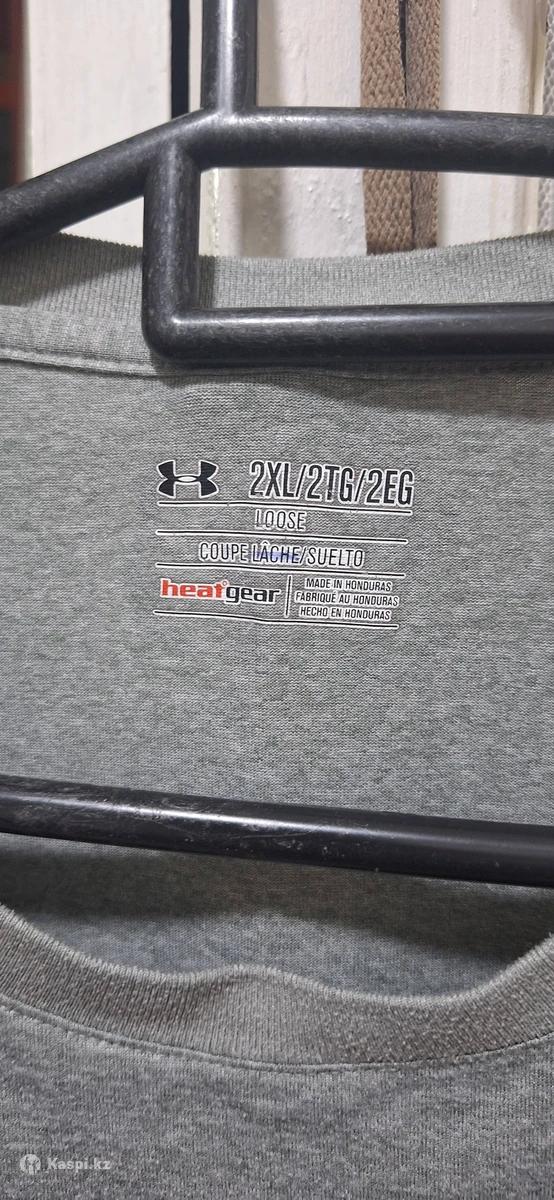 2XL/2TG/2EG
LOOSE
COUPE LÂCHE/SUELTO
heatgear
MADE IN HONDURAS
FABRIQUÉ AU HONDURAS
HECHO EN HONDURAS
Kaspi.kz